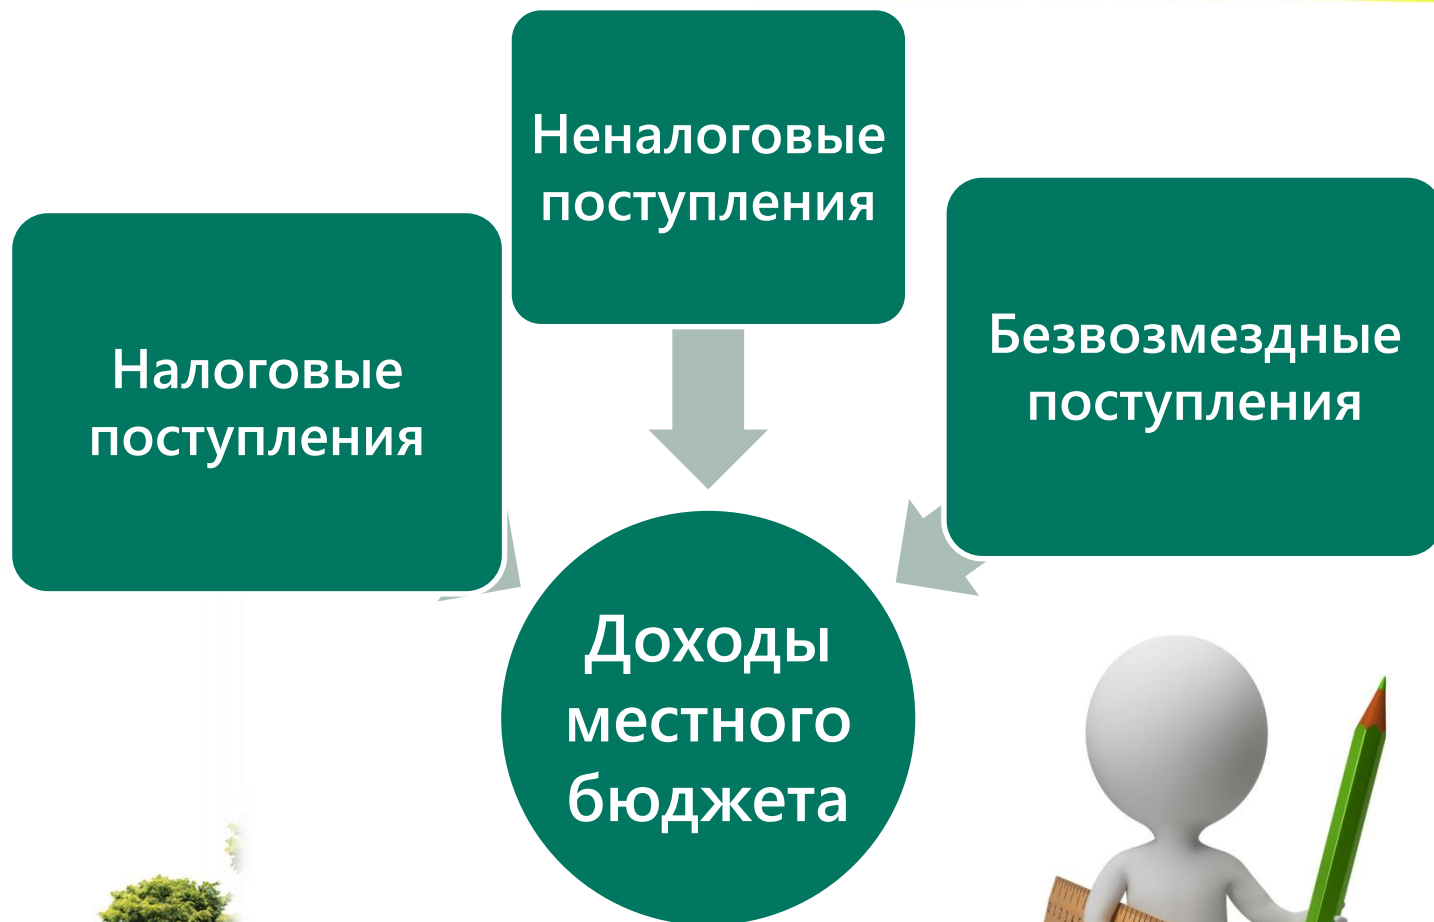 Неналоговые
поступления
Налоговые
поступления
Безвозмездные
поступления
Доходы
местного
бюджета